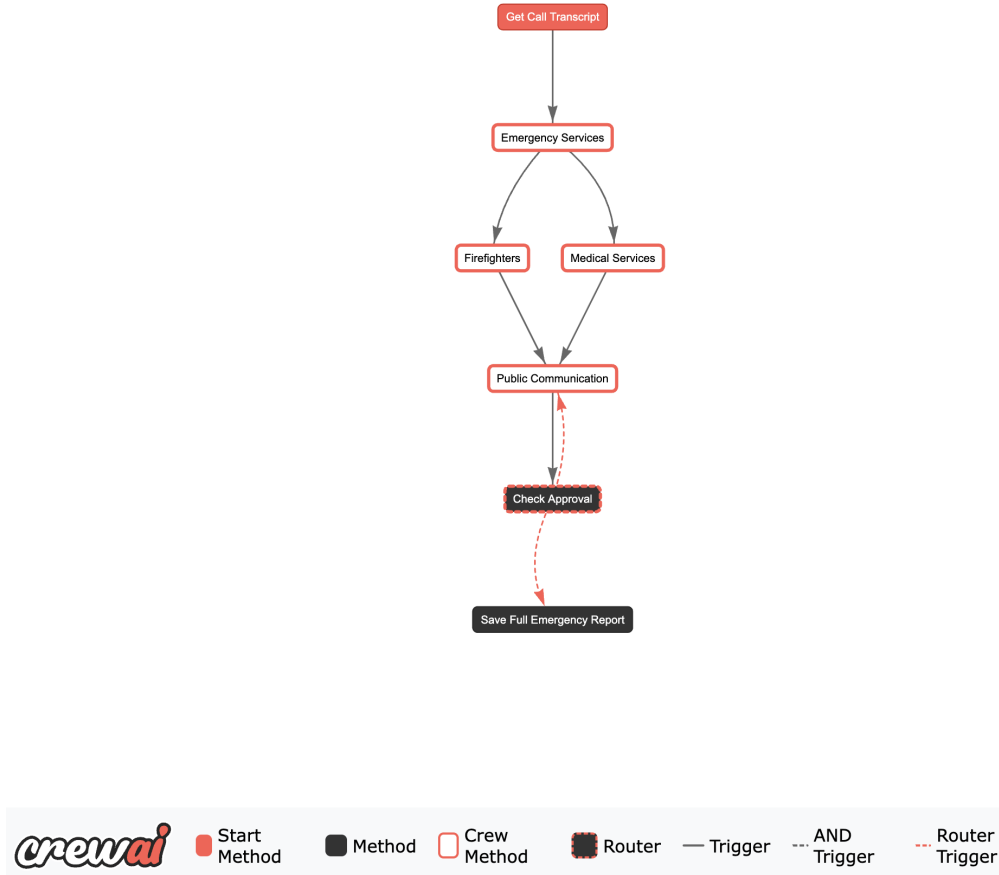 Get Call Transcript
Emergency Services
Firefighters
Medical Services
Public Communication
Check Approval
Save Full Emergency Report
crewai
Start
Method
Method
Crew
Method
Router
Trigger
AND
Trigger
Router
Trigger